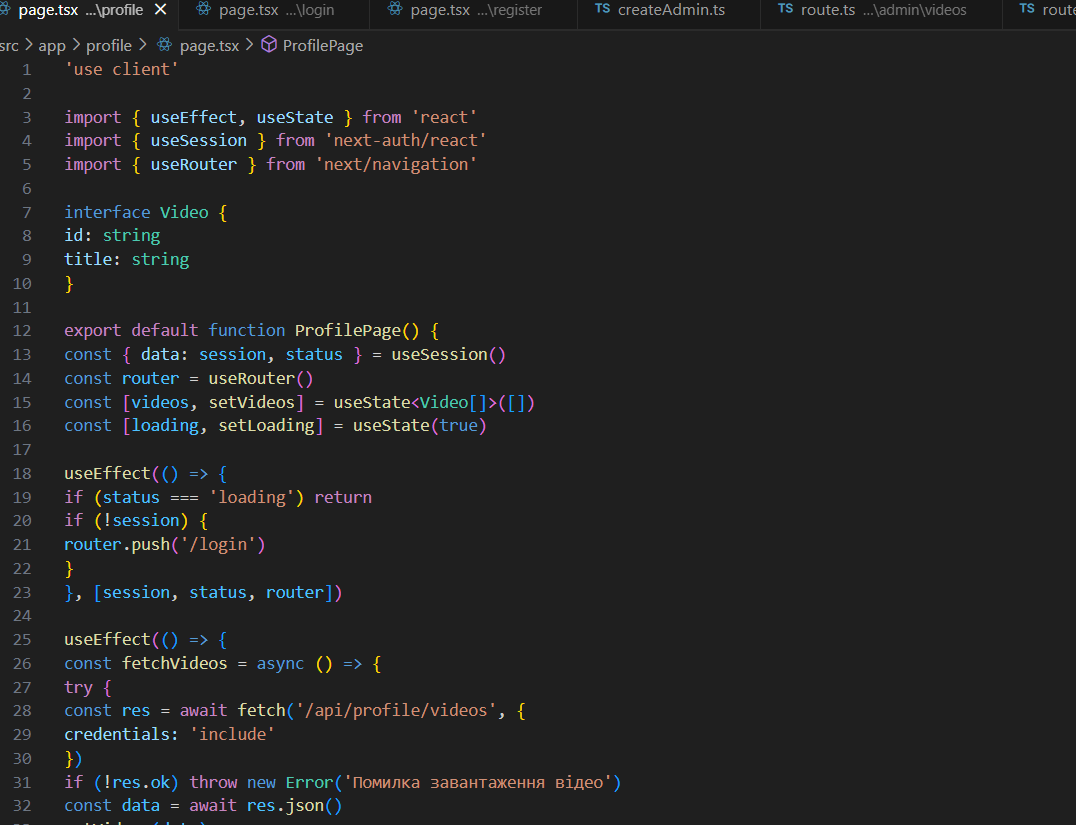 page.tsx ...\profile page.tsx ...\login page.tsx ...\register TS createAdmin.ts TS route.ts ...\admin\videos TS
src > app > profile > page.tsx > ProfilePage
1 'use client'
2
3 import { useEffect, useState } from 'react'
4 import { useSession } from 'next-auth/react'
5 import { useRouter } from 'next/navigation'
6
7 interface Video {
8 id: string
9 title: string
10 }
11
12 export default function ProfilePage() {
13 const { data: session, status } = useSession()
14 const router = useRouter()
15 const [videos, setVideos] = useState<Video[]>([])
16 const [loading, setLoading] = useState(true)
17
18 useEffect(() => {
19 if (status === 'loading') return
20 if (!session) {
21 router.push('/login')
22 }
23 }, [session, status, router])
24
25 useEffect(() => {
26 const fetchVideos = async () => {
27 try {
28 const res = await fetch('/api/profile/videos', {
29 credentials: 'include'
30 })
31 if (!res.ok) throw new Error('Помилка завантаження відео')
32 const data = await res.json()